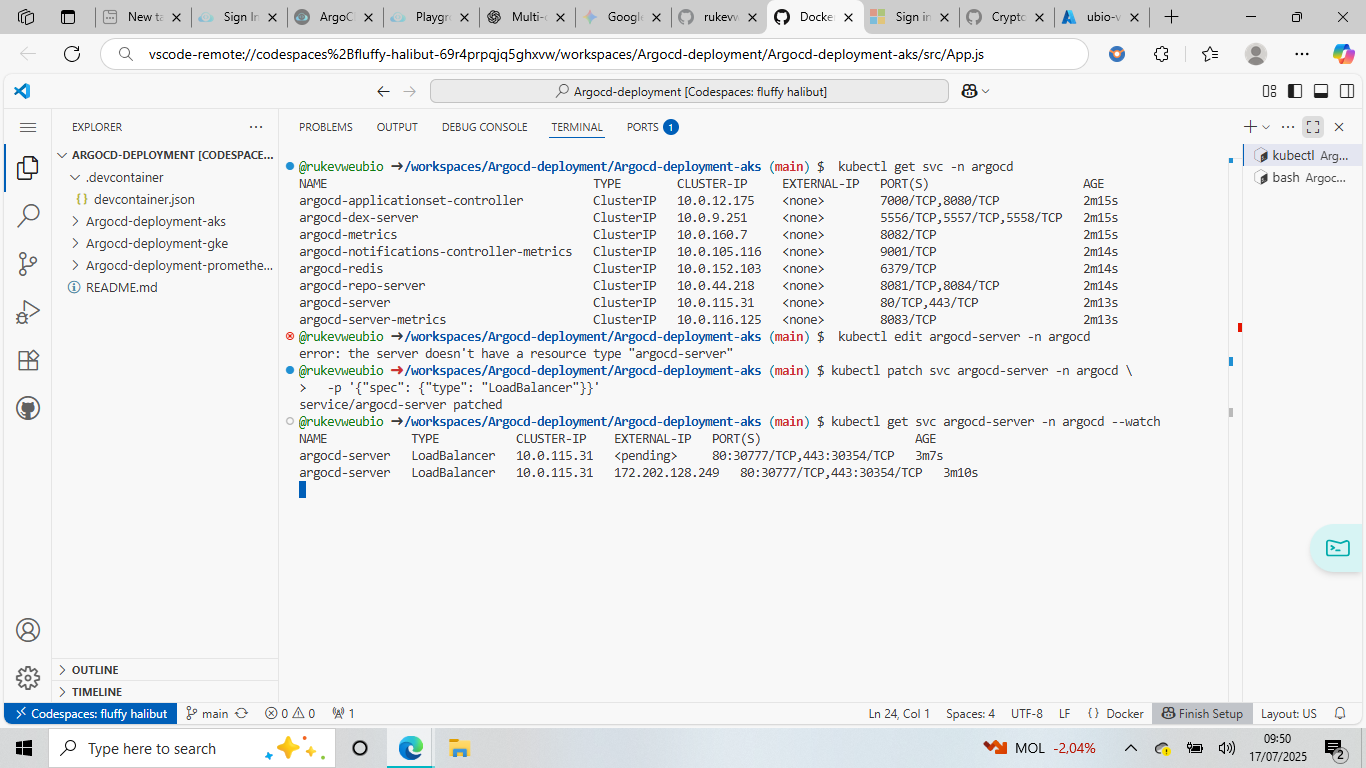 New ta
Sign In
ArgoC
Playgr
Multi-c
Google
rukevw
Docke
Sign in
Crypto
ubio-v
vscode-remote://codespaces%2Bfluffy-halibut-69r4prpqjq5ghxvw/workspaces/Argocd-deployment/Argocd-deployment-aks/src/App.js
Argocd-deployment [Codespaces: fluffy halibut]
EXPLORER
ARGOCD-DEPLOYMENT [CODESPACE...
.devcontainer
{} devcontainer.json
Argocd-deployment-aks
Argocd-deployment-gke
Argocd-deployment-promethe...
README.md
OUTLINE
TIMELINE
PROBLEMS OUTPUT DEBUG CONSOLE TERMINAL PORTS 1
@rukevweubio ➜/workspaces/Argocd-deployment/Argocd-deployment-aks (main) $  kubectl get svc -n argocd
NAME TYPE CLUSTER-IP EXTERNAL-IP PORT(S) AGE
argocd-applicationset-controller ClusterIP 10.0.12.175 <none> 7000/TCP,8080/TCP 2m15s
argocd-dex-server ClusterIP 10.0.9.251 <none> 5556/TCP,5557/TCP,5558/TCP 2m15s
argocd-metrics ClusterIP 10.0.160.7 <none> 8082/TCP 2m15s
argocd-notifications-controller-metrics ClusterIP 10.0.105.116 <none> 9001/TCP 2m14s
argocd-redis ClusterIP 10.0.152.103 <none> 6379/TCP 2m14s
argocd-repo-server ClusterIP 10.0.44.218 <none> 8081/TCP,8084/TCP 2m14s
argocd-server ClusterIP 10.0.115.31 <none> 80/TCP,443/TCP 2m13s
argocd-server-metrics ClusterIP 10.0.116.125 <none> 8083/TCP 2m13s
@rukevweubio ➜/workspaces/Argocd-deployment/Argocd-deployment-aks (main) $  kubectl edit argocd-server -n argocd
error: the server doesn't have a resource type "argocd-server"
@rukevweubio ➜/workspaces/Argocd-deployment/Argocd-deployment-aks (main) $ kubectl patch svc argocd-server -n argocd \
>   -p '{"spec": {"type": "LoadBalancer"}}'
service/argocd-server patched
@rukevweubio ➜/workspaces/Argocd-deployment/Argocd-deployment-aks (main) $ kubectl get svc argocd-server -n argocd --watch
NAME TYPE CLUSTER-IP EXTERNAL-IP PORT(S) AGE
argocd-server LoadBalancer 10.0.115.31 <pending> 80:30777/TCP,443:30354/TCP 3m7s
argocd-server LoadBalancer 10.0.115.31 172.202.128.249 80:30777/TCP,443:30354/TCP 3m10s
kubectl Arg...
bash Argoc...
Codespaces: fluffy halibut main 0 0 1 Ln 24, Col 1 Spaces: 4 UTF-8 LF {} Docker Finish Setup Layout: US
Type here to search
MOL -2,04%
09:50
17/07/2025
2